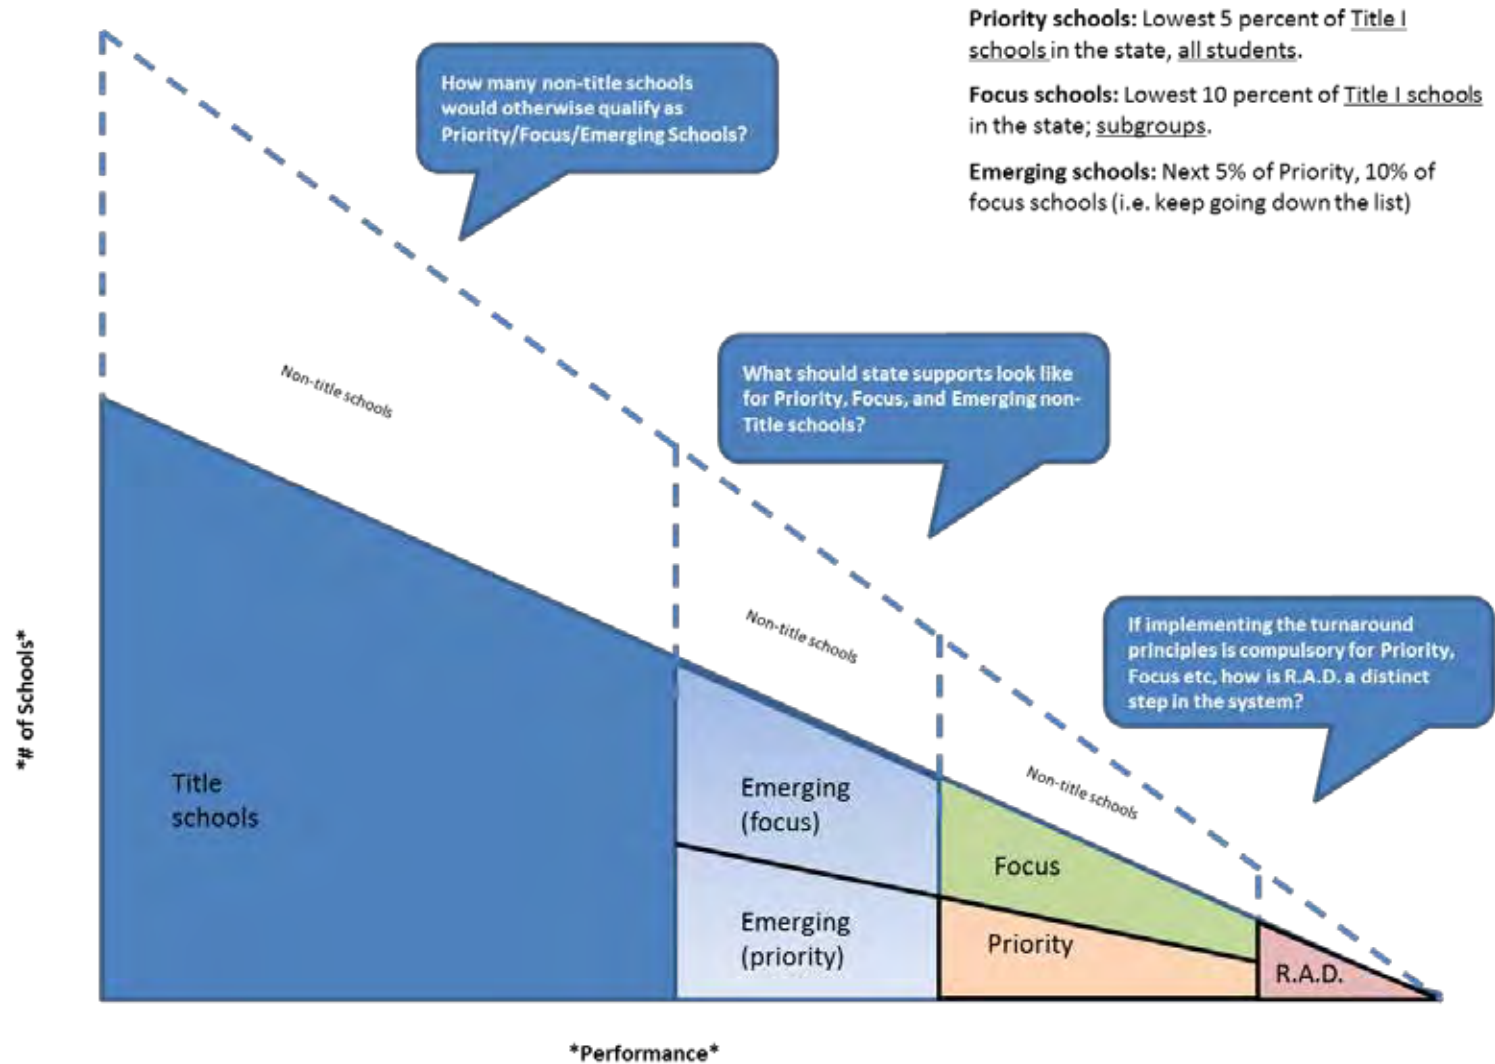 Priority schools: Lowest 5 percent of Title I
schools in the state, all students.
Focus schools: Lowest 10 percent of Title I schools
in the state; subgroups.
Emerging schools: Next 5% of Priority, 10% of
focus schools (i.e. keep going down the list)
How many non-title schools
would otherwise qualify as
Priority/Focus/Emerging Schools?
What should state supports look like
for Priority, Focus, and Emerging non-
Title schools?
If implementing the turnaround
principles is compulsory for Priority,
Focus etc, how is R.A.D. a distinct
step in the system?
Non-title schools
Non-title schools
Non-title schools
*# of Schools*
Title
schools
Emerging
(focus)
Emerging
(priority)
Focus
Priority
R.A.D.
*Performance*